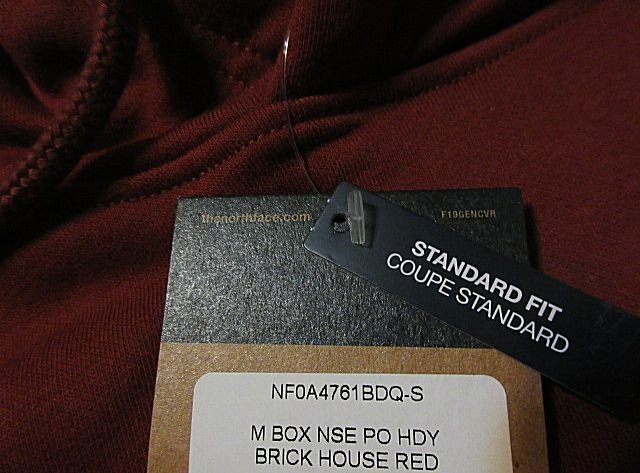 thenorthface.com
F19GENCVR
STANDARD FIT
COUPE STANDARD
NF0A4761BDQ-S
M BOX NSE PO HDY
BRICK HOUSE RED